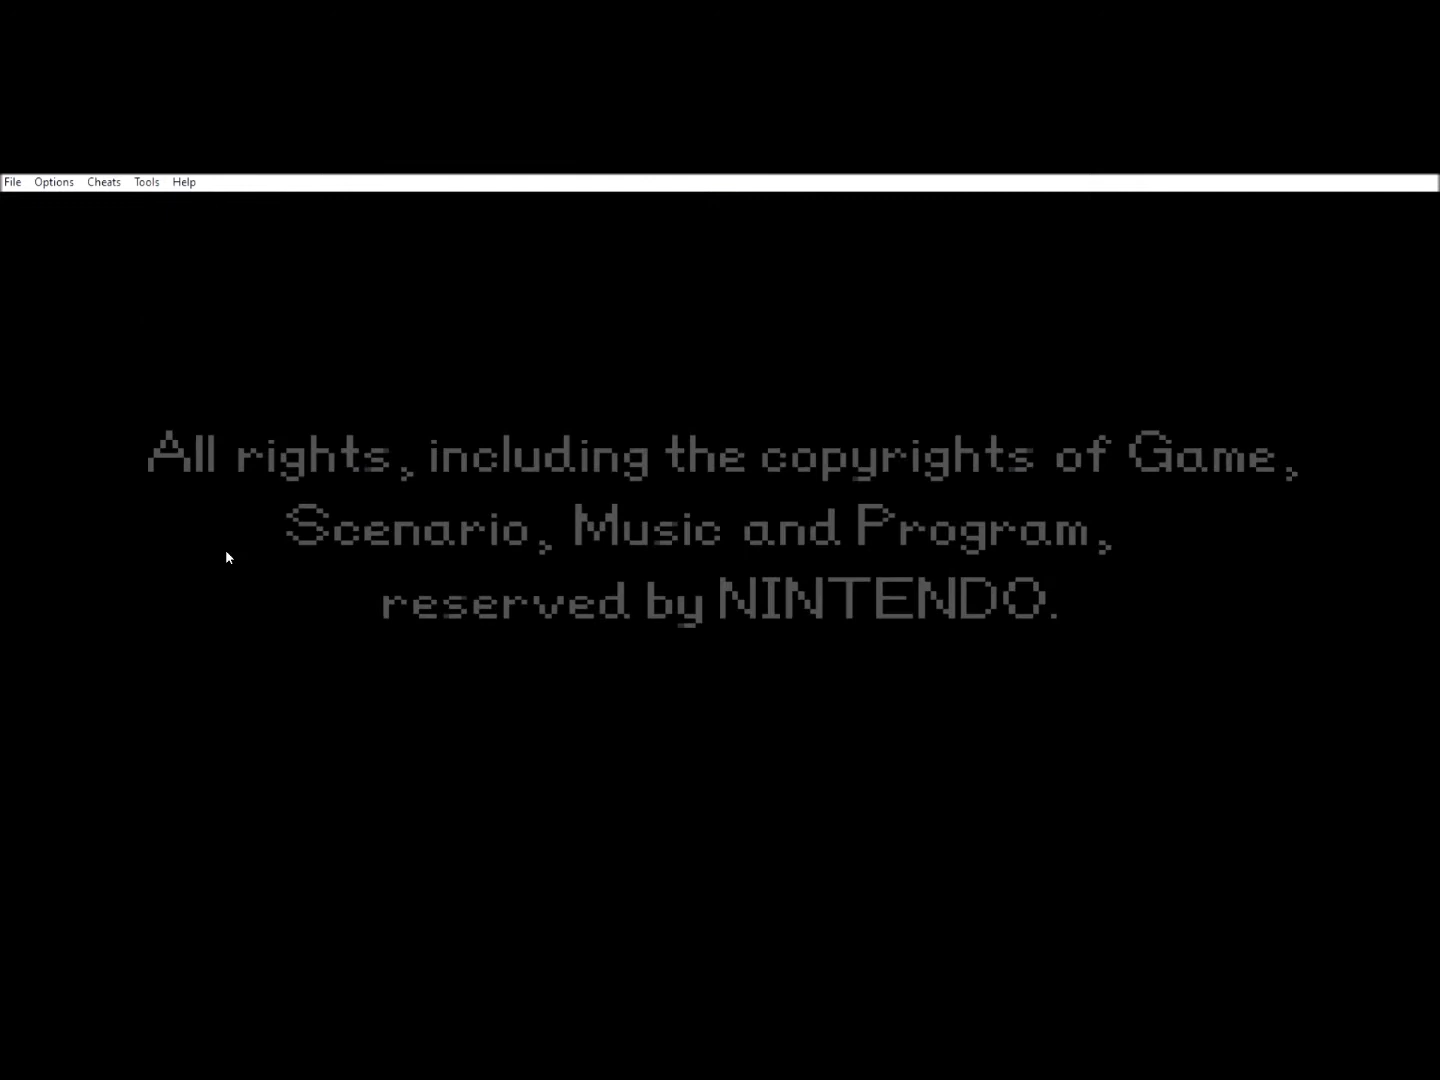 File Options Cheats Tools Help
All rights, including the copyrights of Game,
Scenario, Music and Program,
reserved by NINTENDO.